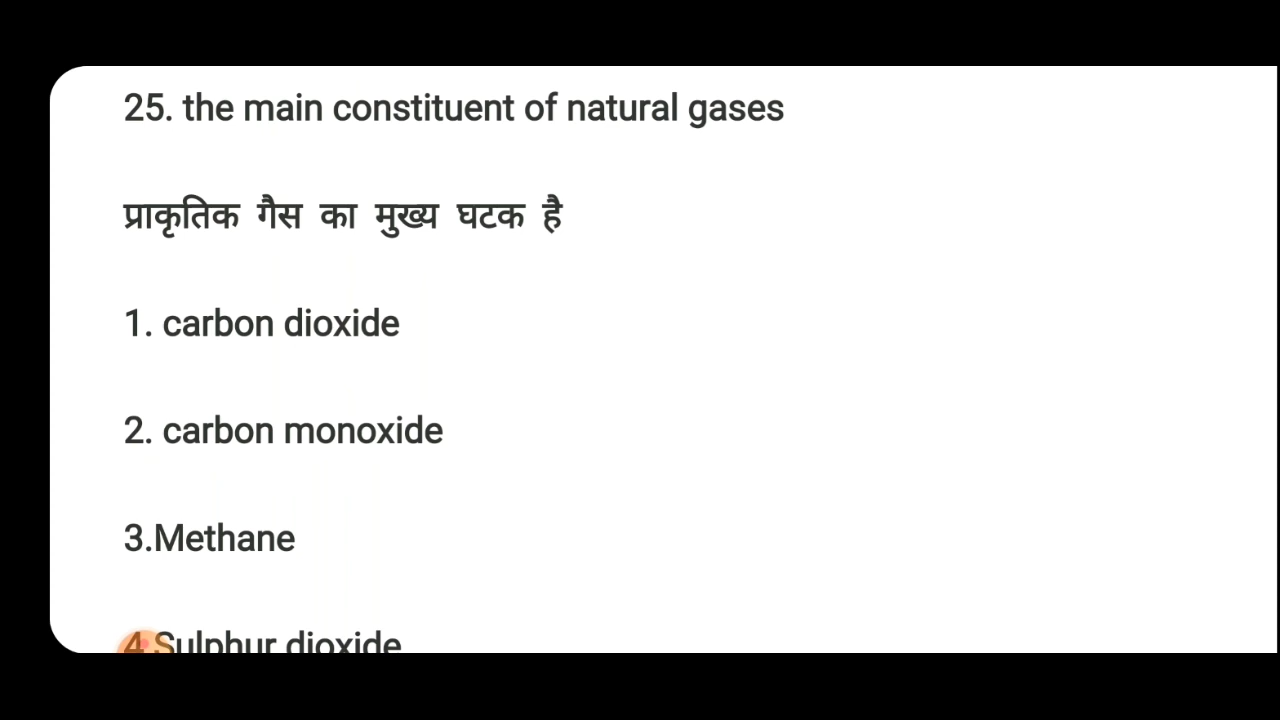 25. the main constituent of natural gases
प्राकृतिक गैस का मुख्य घटक है
1. carbon dioxide
2. carbon monoxide
3.Methane
4.Sulphur dioxide